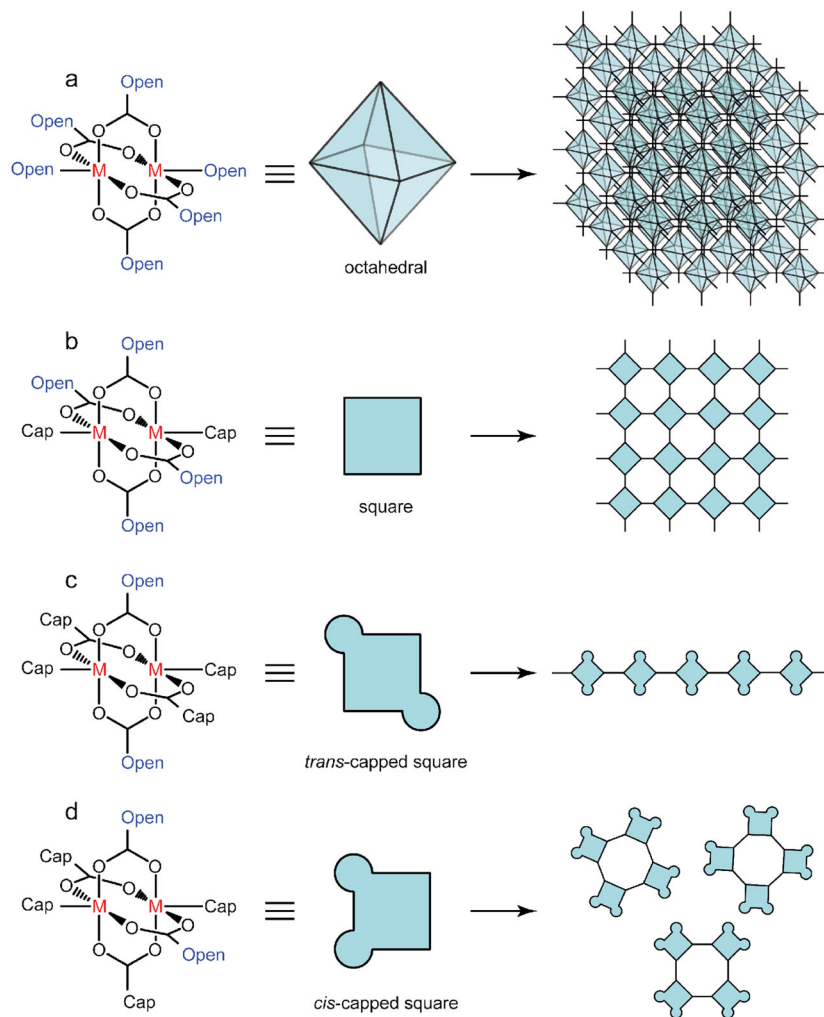 a
Open
Open
O O
O O
Open M M Open
O O
O O Open
Open
octahedral
b
Open
Open
O O
O O
Cap M M Cap
O O
O O Open
Open
square
c
Open
Cap
O O
O O
Cap M M Cap
O O
O O Cap
Open
trans-capped square
d
Open
Cap
O O
O O
Cap M M Cap
O O
O O Open
Cap
cis-capped square